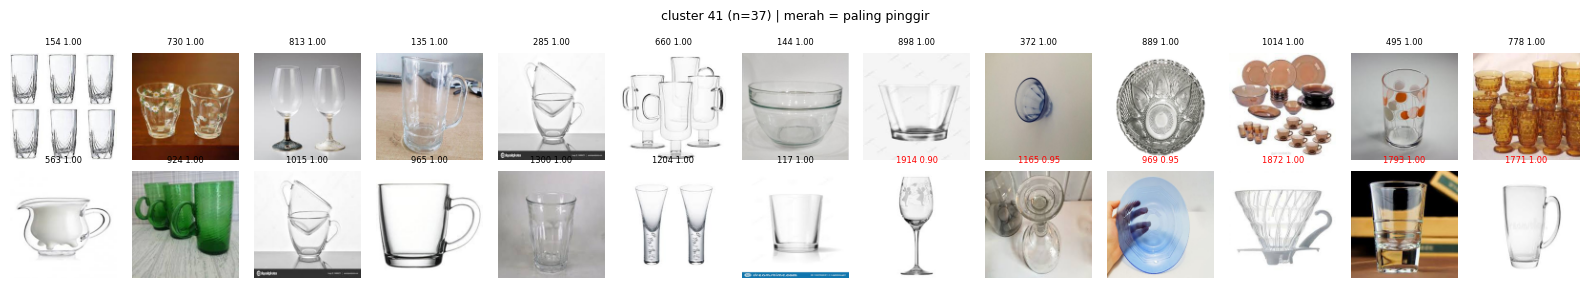 cluster 41 (n=37) | merah = paling pinggir
154 1.00 730 1.00 813 1.00 135 1.00 285 1.00 660 1.00 144 1.00 898 1.00 372 1.00 889 1.00 1014 1.00 495 1.00 778 1.00
563 1.00 924 1.00 1015 1.00 965 1.00 1300 1.00 1204 1.00 117 1.00 1914 0.90 1165 0.95 969 0.95 1872 1.00 1793 1.00 1771 1.00